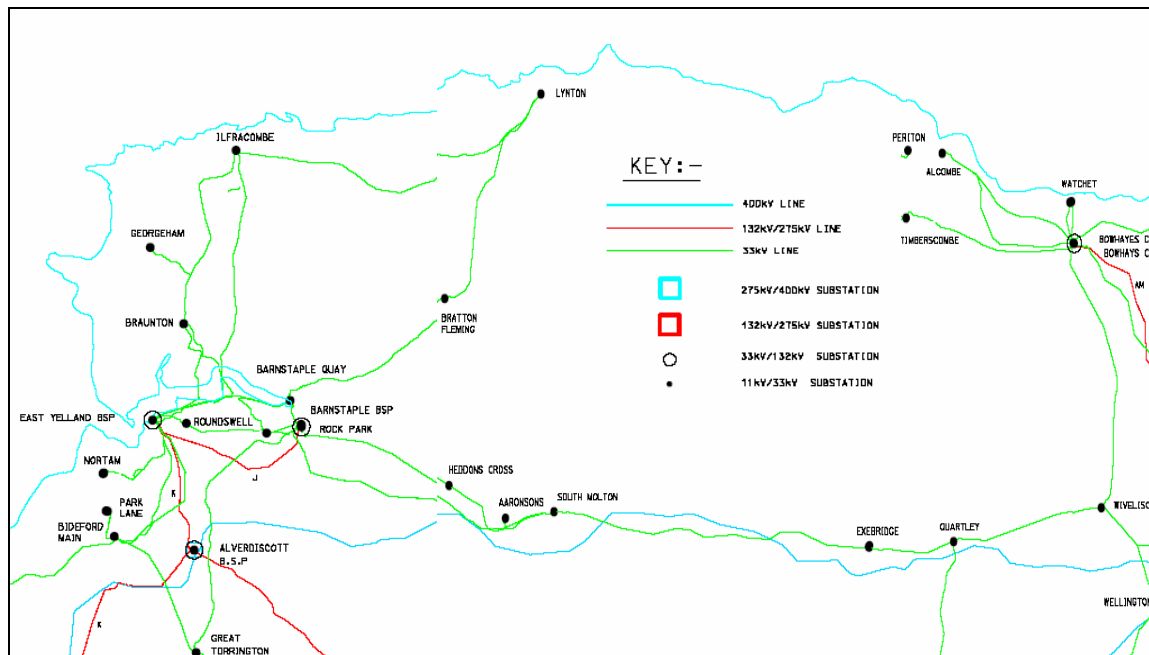 LYNTON
ILFRACOMBE
PERITON
ALCOMBE
WATCHET
KEY:-
400kV LINE
132kV/275kV LINE
33kV LINE
275kV/400kV SUBSTATION
132kV/275kV SUBSTATION
33kV/132kV SUBSTATION
11kV/33kV SUBSTATION
GEORGEHAM
TIMBERSCOMBE
BOWHAYES C
BOWHAYS C
AM
BRATTON
FLEMING
BRAUNTON
BARNSTAPLE QUAY
EAST YELLAND BSP
ROUNDSWELL
BARNSTAPLE BSP
ROCK PARK
NORTAM
J
HEDDONS CROSS
K
PARK
LANE
AARONSONS
SOUTH MOLTON
BIDEFORD
MAIN
EXEBRIDGE
QUARTLEY
WIVELISC
ALVERDISCOTT
B.S.P
WELLINGTON
K
GREAT
TORRINGTON